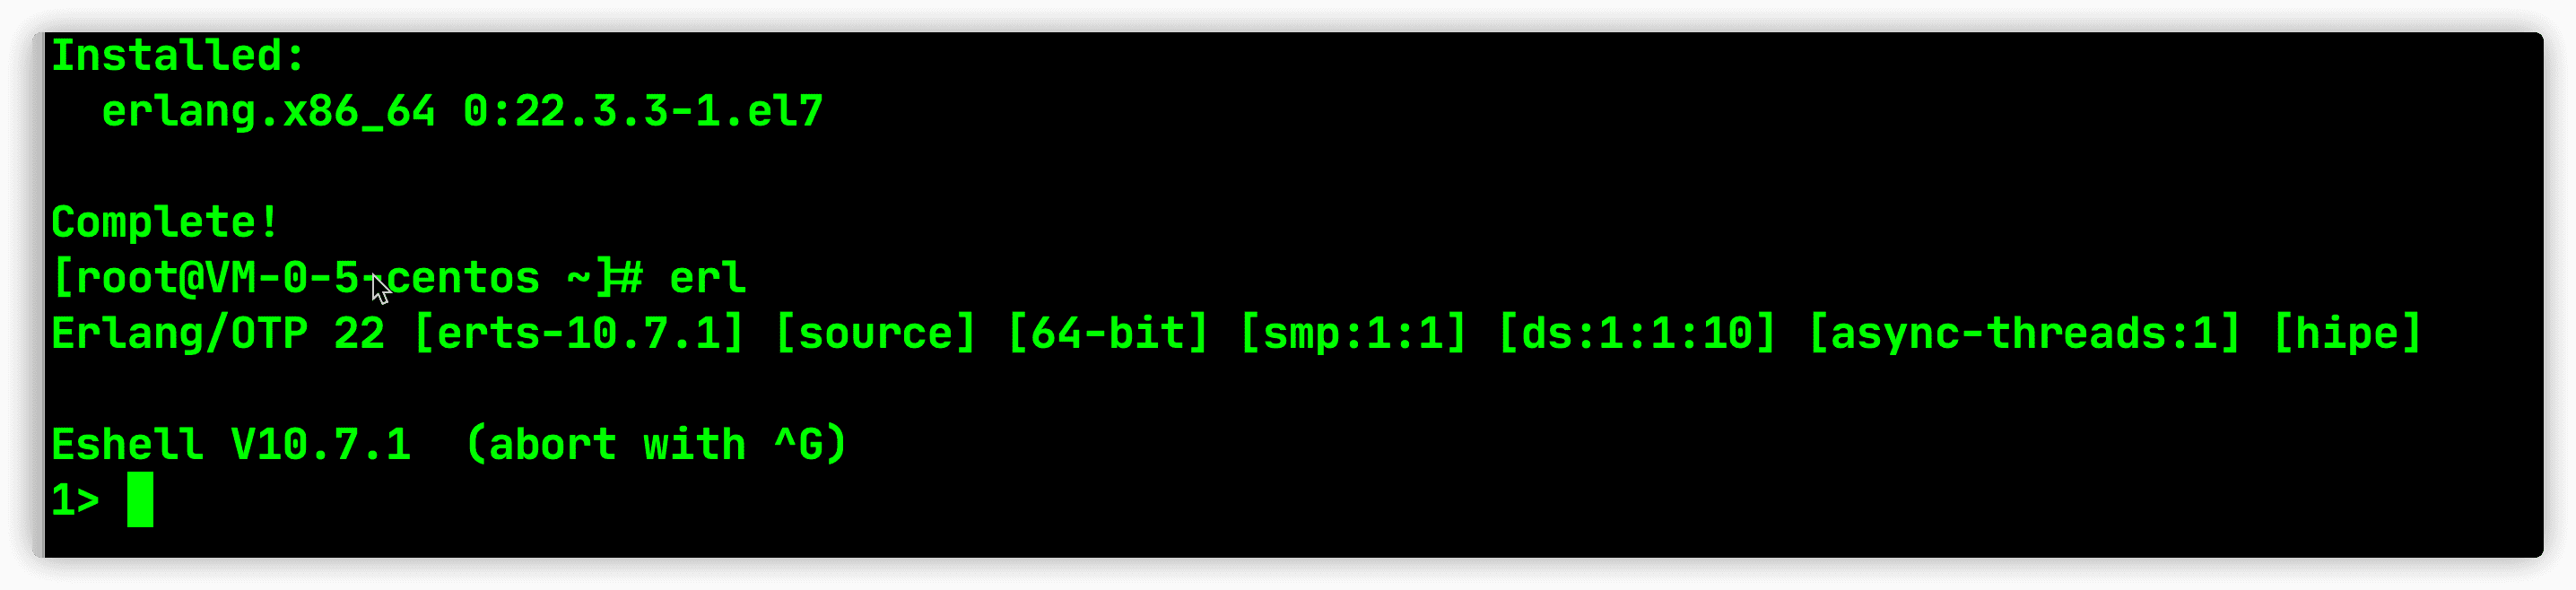 Installed:
  erlang.x86_64 0:22.3.3-1.el7
Complete!
[root@VM-0-5-centos ~]# erl
Erlang/OTP 22 [erts-10.7.1] [source] [64-bit] [smp:1:1] [ds:1:1:10] [async-threads:1] [hipe]
Eshell V10.7.1  (abort with ^G)
1>